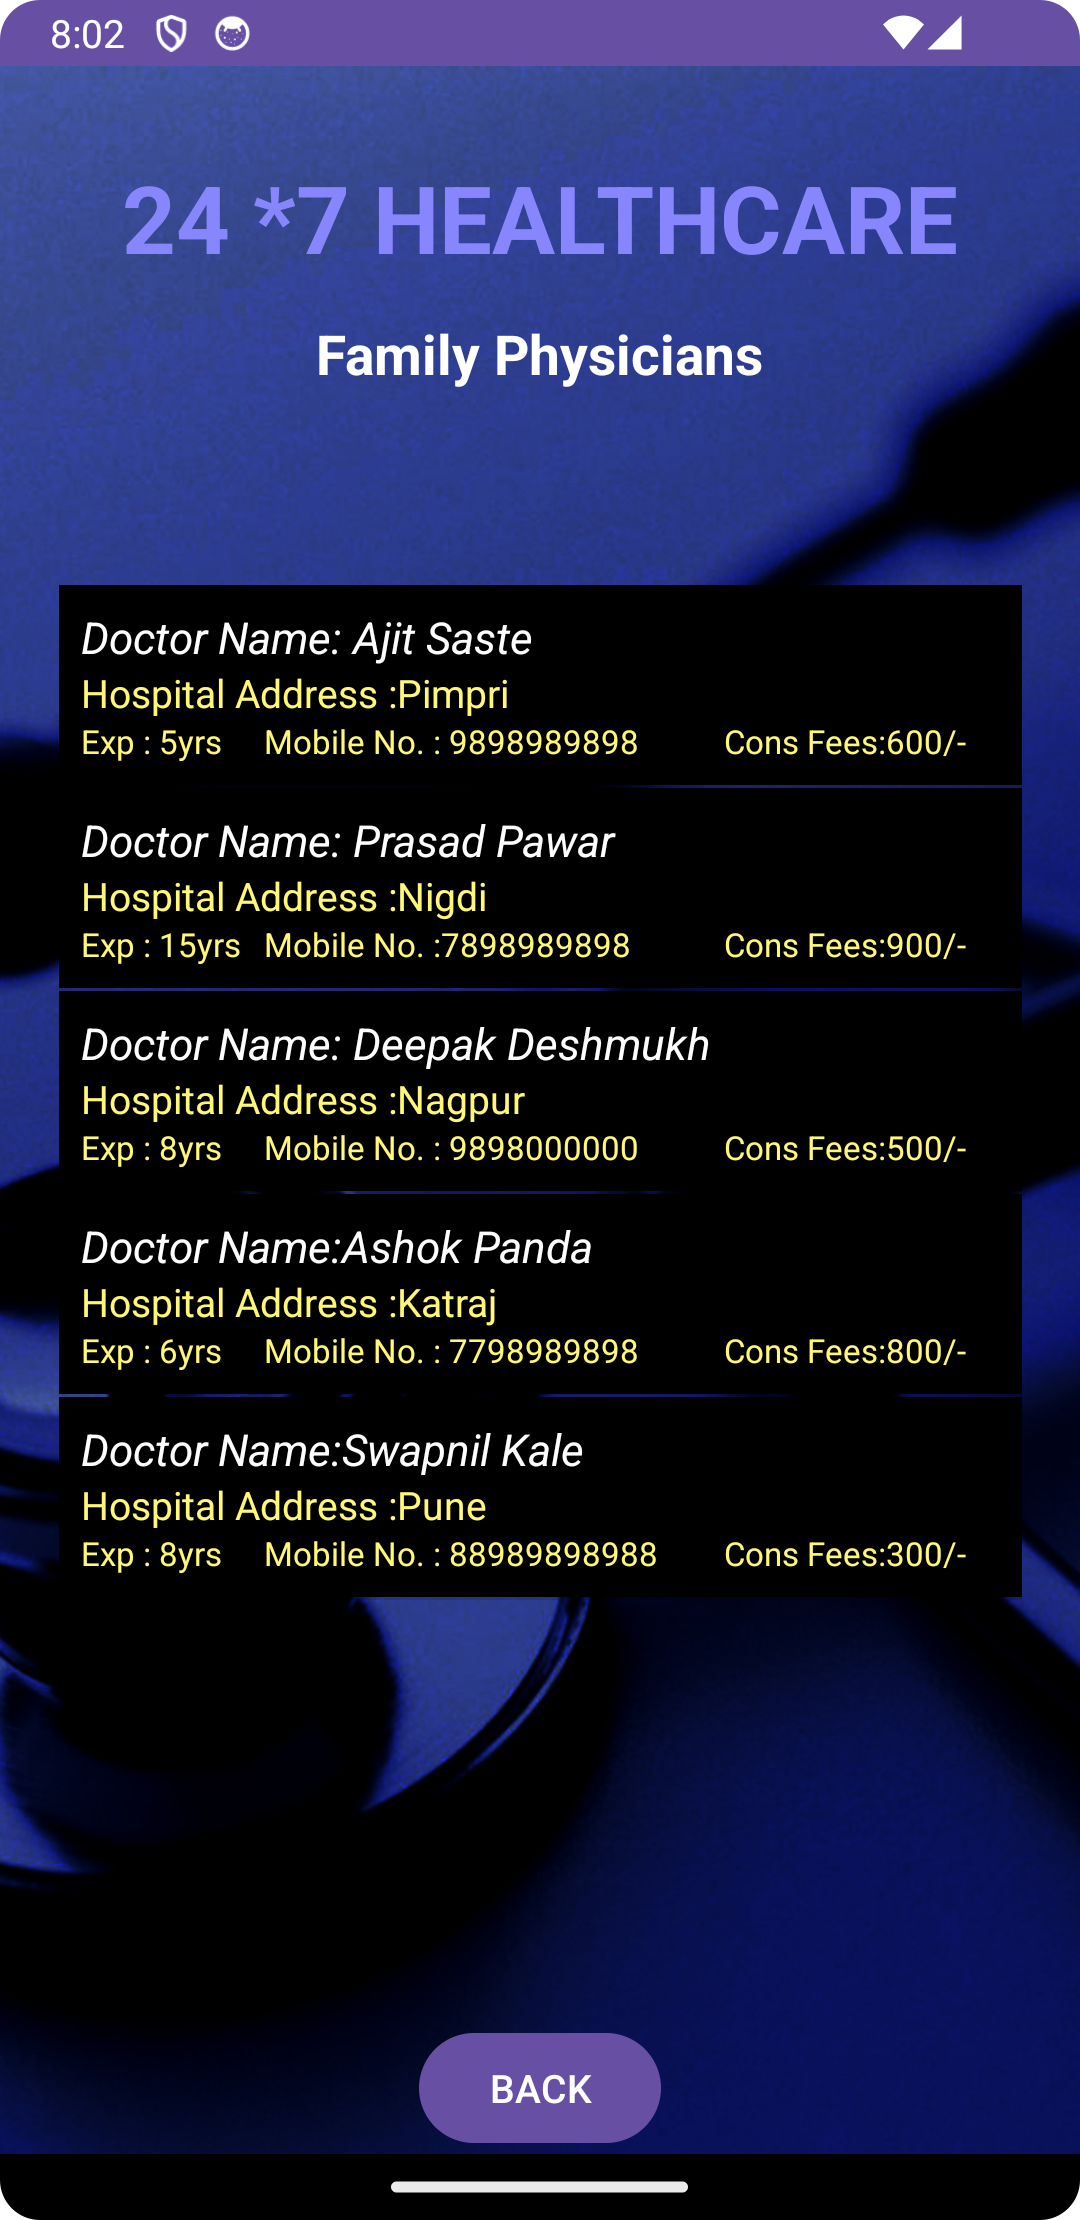 8:02
24 *7 HEALTHCARE
Family Physicians
Doctor Name: Ajit Saste
Hospital Address :Pimpri
Exp : 5yrs Mobile No. : 9898989898 Cons Fees:600/-
Doctor Name: Prasad Pawar
Hospital Address :Nigdi
Exp : 15yrs Mobile No. :7898989898 Cons Fees:900/-
Doctor Name: Deepak Deshmukh
Hospital Address :Nagpur
Exp : 8yrs Mobile No. : 9898000000 Cons Fees:500/-
Doctor Name:Ashok Panda
Hospital Address :Katraj
Exp : 6yrs Mobile No. : 7798989898 Cons Fees:800/-
Doctor Name:Swapnil Kale
Hospital Address :Pune
Exp : 8yrs Mobile No. : 88989898988 Cons Fees:300/-
BACK